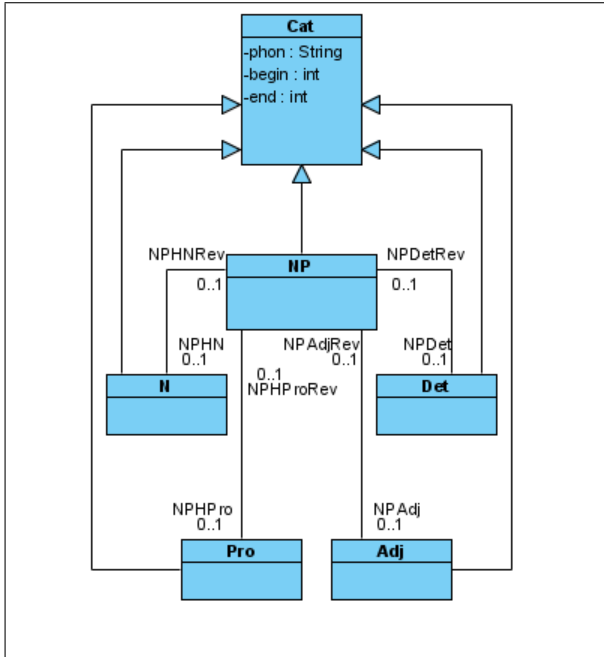 Cat
-phon : String
-begin : int
-end : int
NPHNRev
NP
NPDetRev
0..1
0..1
NPHN
NPAdjRev
NPDet
0..1
0..1
0..1
0..1
NPHProRev
N
Det
NPHPro
NPAdj
0..1
0..1
Pro
Adj